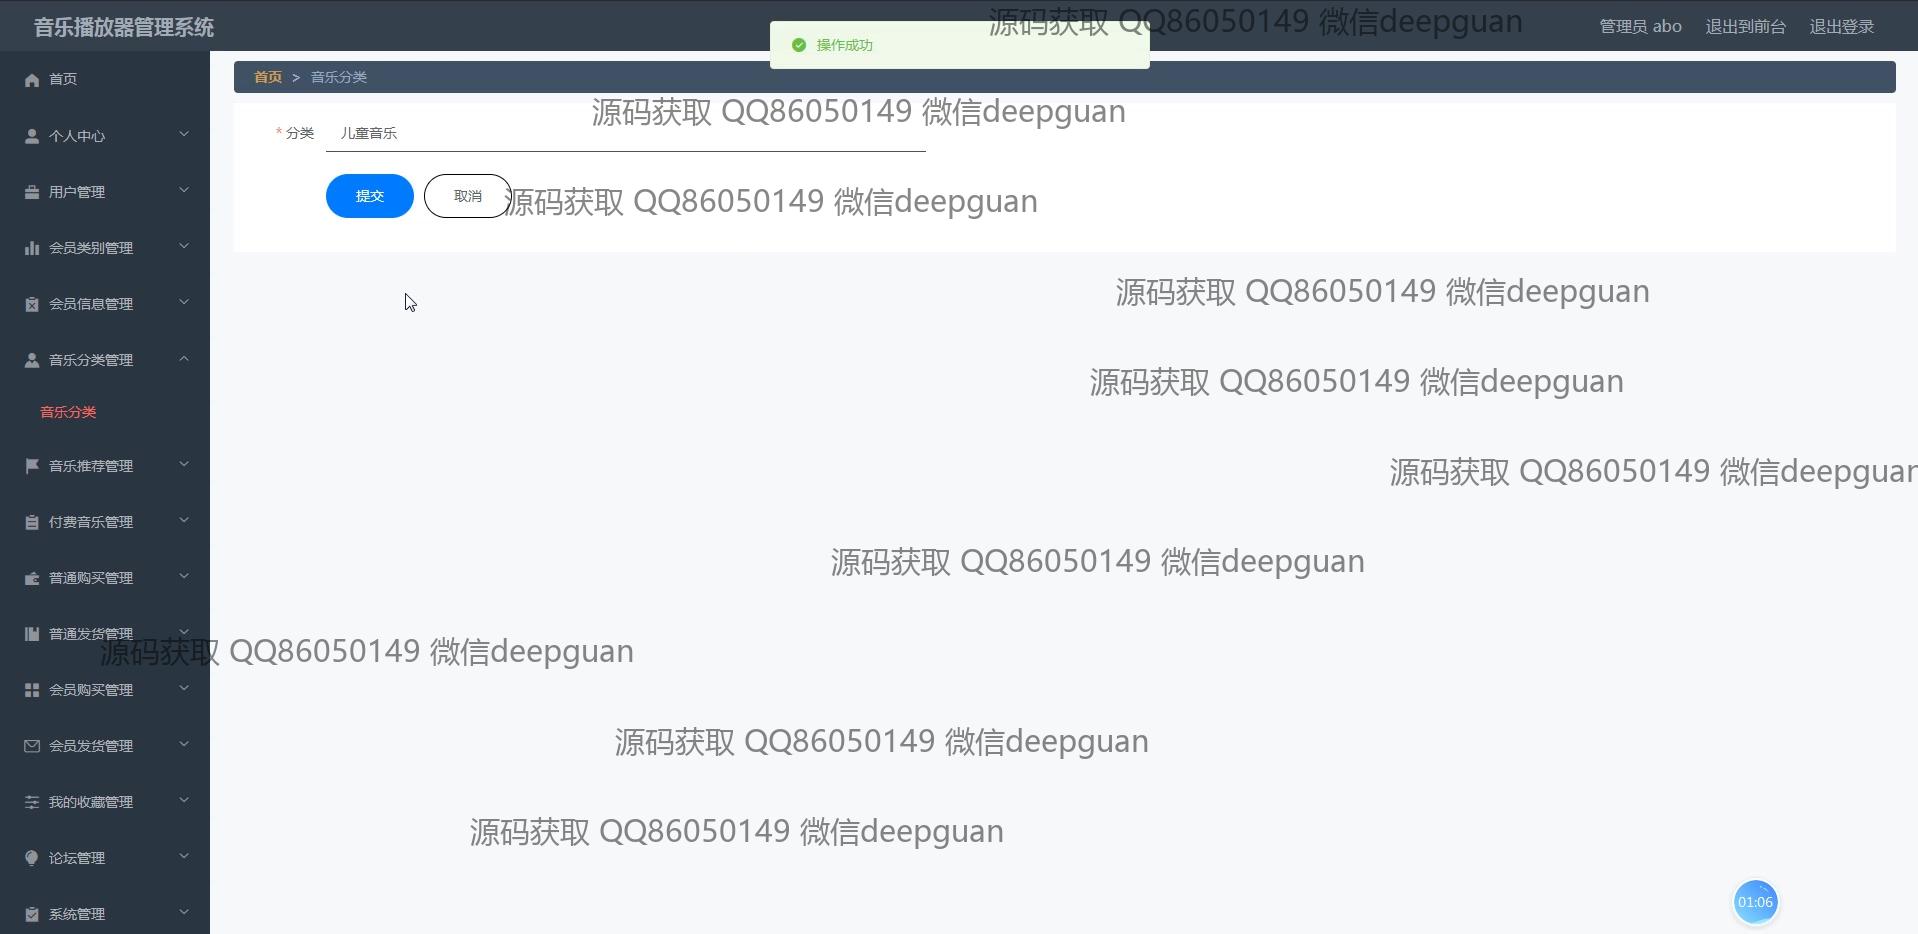 音乐播放器管理系统
管理员 abo 退出到前台 退出登录
源码获取 QQ86050149 微信deepguan
操作成功
首页 > 音乐分类
源码获取 QQ86050149 微信deepguan
* 分类 儿童音乐
提交 取消
源码获取 QQ86050149 微信deepguan
首页
个人中心
用户管理
会员类别管理
会员信息管理
音乐分类管理
音乐分类
音乐推荐管理
付费音乐管理
普通购买管理
普通发货管理
会员购买管理
会员发货管理
我的收藏管理
论坛管理
系统管理
源码获取 QQ86050149 微信deepguan
源码获取 QQ86050149 微信deepguan
源码获取 QQ86050149 微信deepguan
源码获取 QQ86050149 微信deepguan
源码获取 QQ86050149 微信deepguan
源码获取 QQ86050149 微信deepguan
源码获取 QQ86050149 微信deepguan
01:06